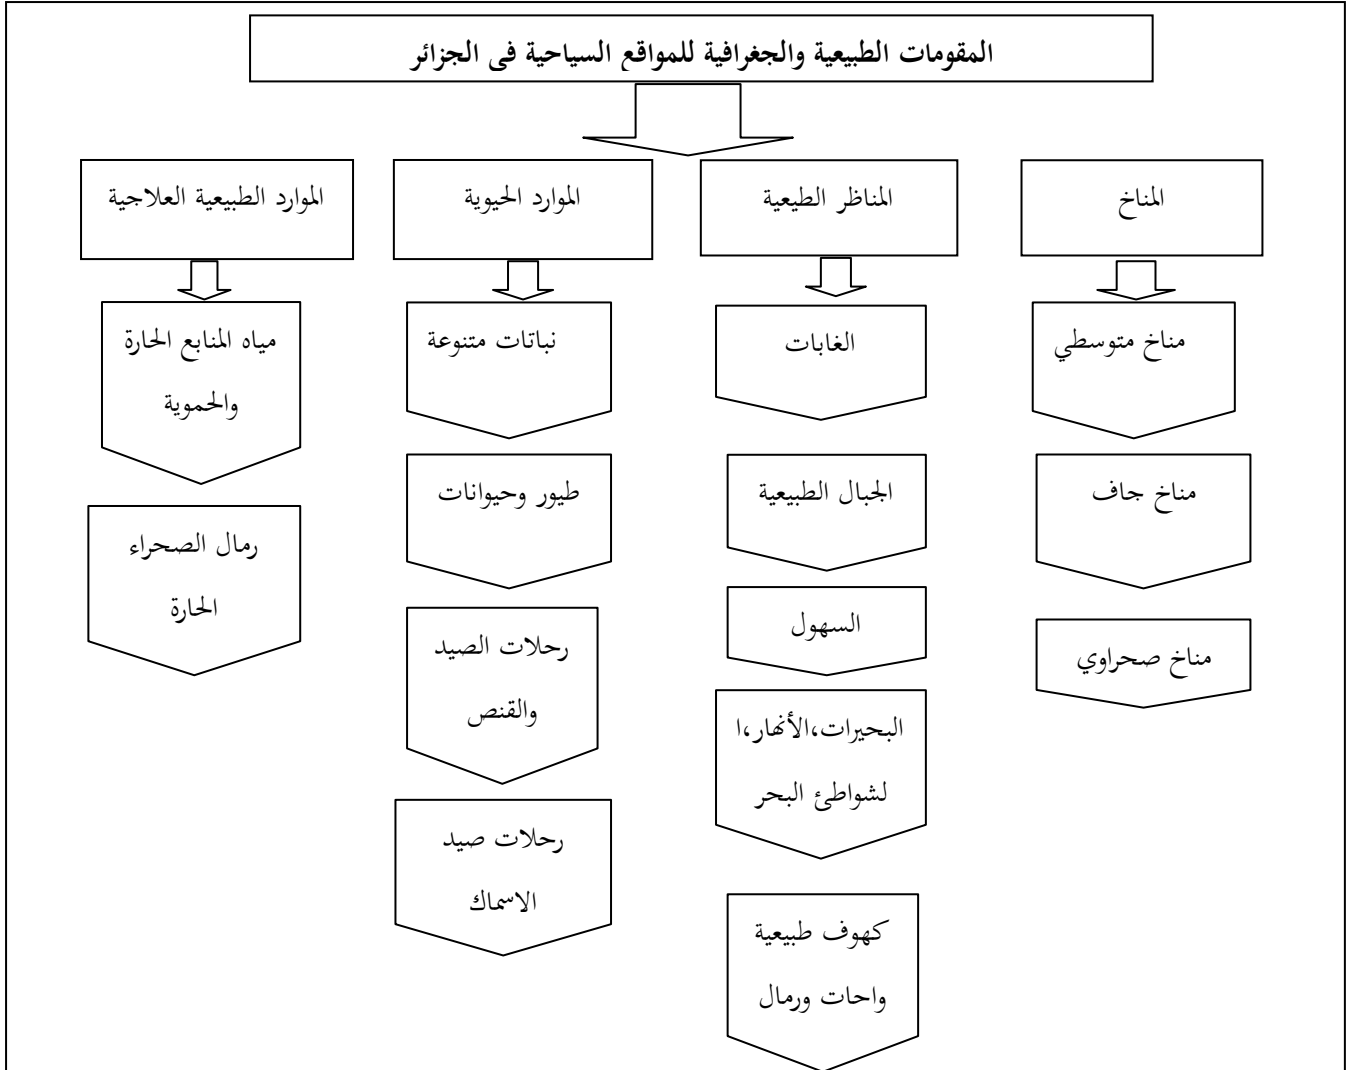 المقومات الطبيعية والجغرافية للمواقع السياحية في الجزائر
المناخ
المناظر الطيعية
الموارد الحيوية
الموارد الطبيعية العلاجية
مناخ متوسطي
مناخ جاف
مناخ صحراوي
الغابات
الجبال الطبيعية
السهول
البحيرات،الأنهار،ا
لشواطئ البحر
كهوف طبيعية
واحات ورمال
نباتات متنوعة
طيور وحيوانات
رحلات الصيد
والقنص
رحلات صيد
الاسماك
مياه المنابع الحارة
والحموية
رمال الصحراء
الحارة